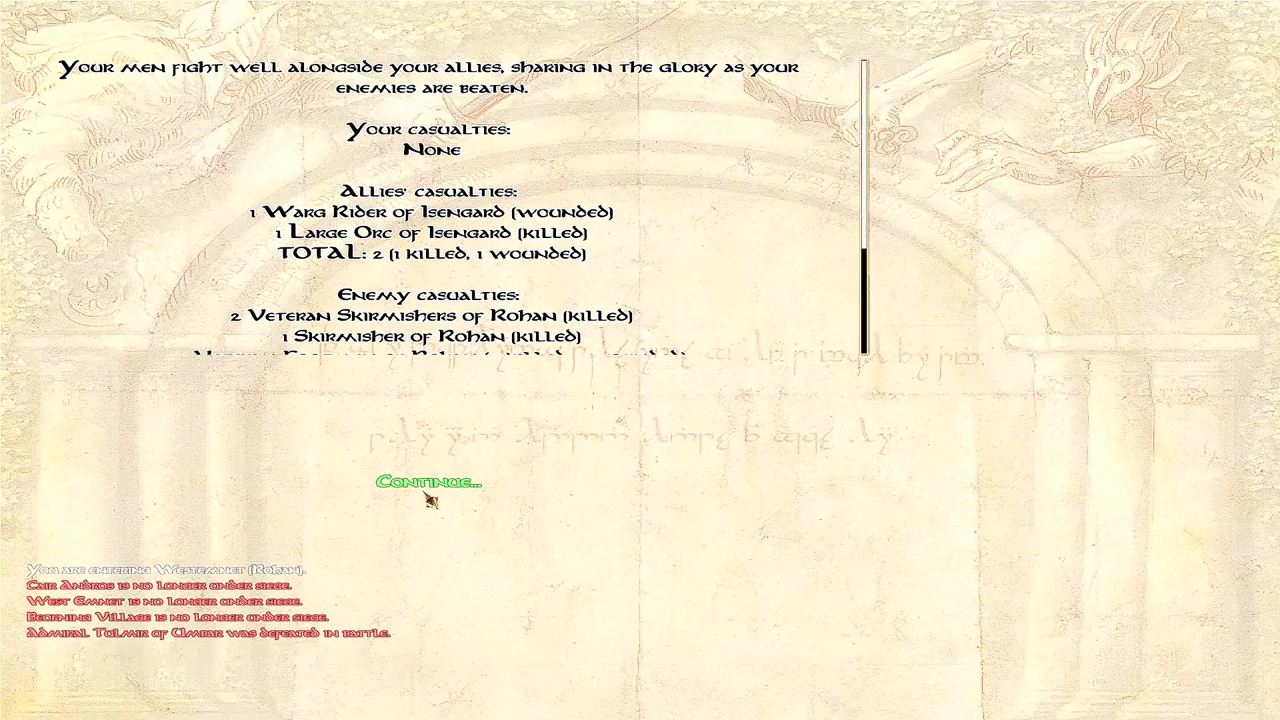 Your men fight well alongside your allies, sharing in the glory as your
enemies are beaten.
Your casualties:
None
Allies' casualties:
1 Warg Rider of Isengard (wounded)
1 Large Orc of Isengard (killed)
TOTAL: 2 (1 killed, 1 wounded)
Enemy casualties:
2 Veteran Skirmishers of Rohan (killed)
1 Skirmisher of Rohan (killed)
Continue...
You are entering Westemnet (Rohan).
Cair Andros is no longer under siege.
West Emnet is no longer under siege.
Beorning Village is no longer under siege.
Admiral Tulmir of Umbar was defeated in battle.